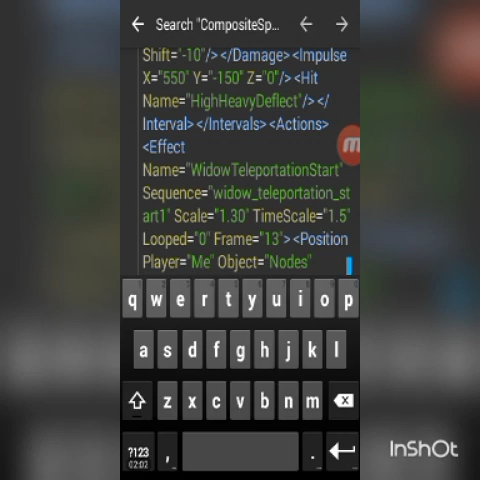 Search "CompositeSp...
Shift="-10"/></Damage><Impulse
X="550" Y="-150" Z="0"/><Hit
Name="HighHeavyDeflect"/></
Interval></Intervals><Actions>
<Effect
Name="WidowTeleportationStart"
Sequence="widow_teleportation_st
art1" Scale="1.30" TimeScale="1.5"
Looped="0" Frame="13"><Position
Player="Me" Object="Nodes"
q w e r t y u i o p
a s d f g h j k l
z x c v b n m
?123 , .
02:02
InShOt